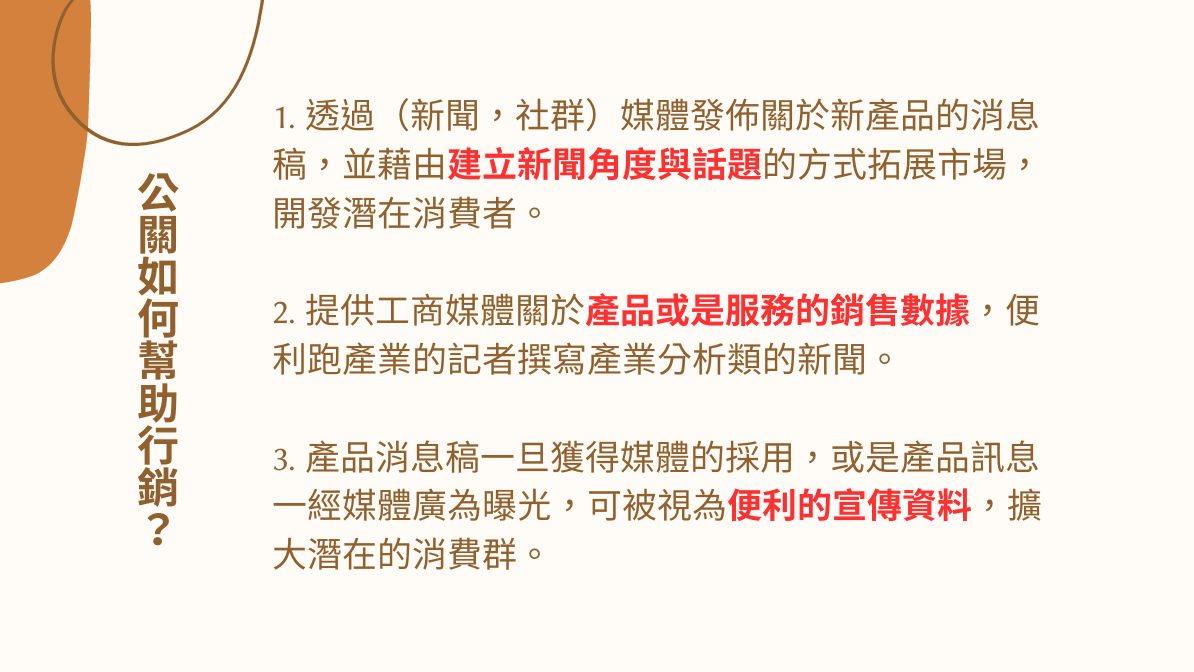 公關如何幫助行銷？
1. 透過（新聞，社群）媒體發佈關於新產品的消息
稿，並藉由建立新聞角度與話題的方式拓展市場，
開發潛在消費者。
2. 提供工商媒體關於產品或是服務的銷售數據，便
利跑產業的記者撰寫產業分析類的新聞。
3. 產品消息稿一旦獲得媒體的採用，或是產品訊息
一經媒體廣為曝光，可被視為便利的宣傳資料，擴
大潛在的消費群。